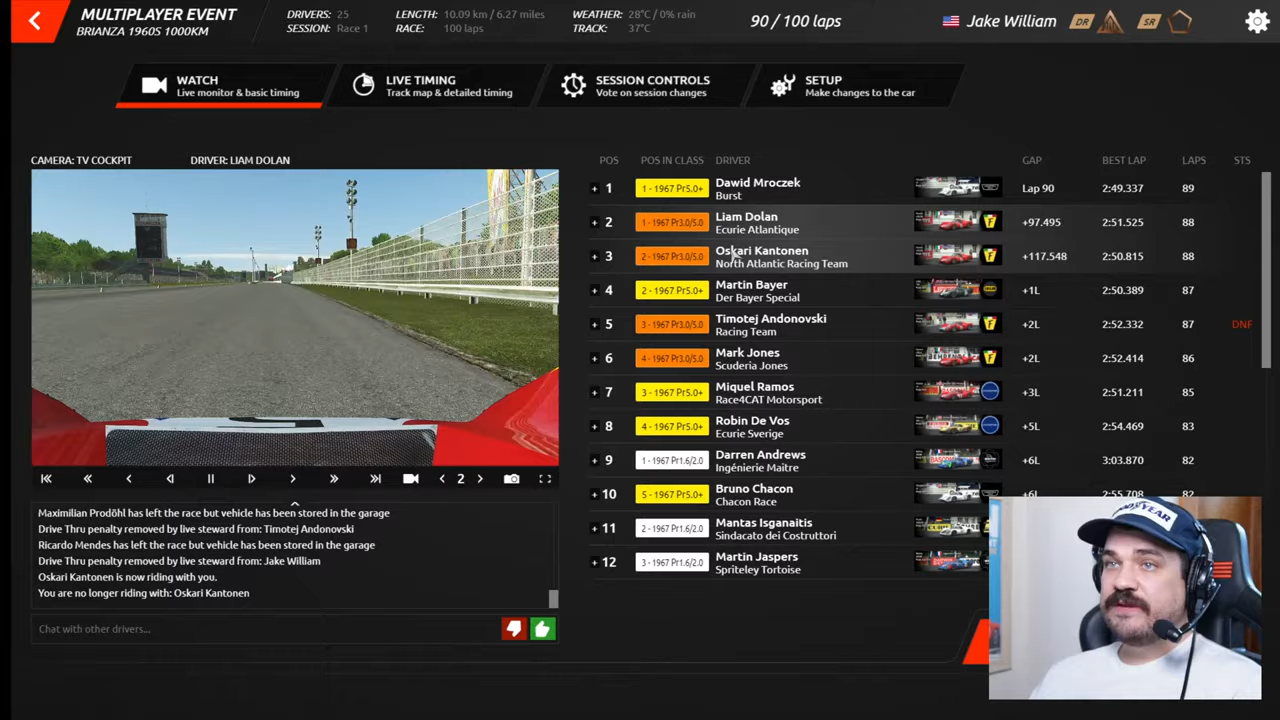 MULTIPLAYER EVENT
BRIANZA 1960S 1000KM
DRIVERS: 25
SESSION: Race 1
LENGTH: 10.09 km / 6.27 miles
RACE: 100 laps
WEATHER: 28°C / 0% rain
TRACK: 37°C
90 / 100 laps
Jake William
DR
SR
WATCH
Live monitor & basic timing
LIVE TIMING
Track map & detailed timing
SESSION CONTROLS
Vote on session changes
SETUP
Make changes to the car
CAMERA: TV COCKPIT DRIVER: LIAM DOLAN
POS POS IN CLASS DRIVER GAP BEST LAP LAPS STS
+ 1 1 - 1967 Pr5.0+ Dawid Mroczek Lap 90 2:49.337 89
Burst
+ 2 1 - 1967 Pr3.0/5.0 Liam Dolan +97.495 2:51.525 88
Ecurie Atlantique
+ 3 2 - 1967 Pr3.0/5.0 Oskari Kantonen +117.548 2:50.815 88
North Atlantic Racing Team
+ 4 2 - 1967 Pr5.0+ Martin Bayer +1L 2:50.389 87
Der Bayer Special
+ 5 3 - 1967 Pr3.0/5.0 Timotej Andonovski +2L 2:52.332 87 DNF
Racing Team
+ 6 4 - 1967 Pr3.0/5.0 Mark Jones +2L 2:52.414 86
Scuderia Jones
+ 7 3 - 1967 Pr5.0+ Miquel Ramos +3L 2:51.211 85
Race4CAT Motorsport
+ 8 4 - 1967 Pr5.0+ Robin De Vos +5L 2:54.469 83
Ecurie Sverige
+ 9 1 - 1967 Pr1.6/2.0 Darren Andrews +6L 3:03.870 82
Ingénierie Maitre
+ 10 5 - 1967 Pr5.0+ Bruno Chacon +6L 2:55.708 82
Chacon Race
+ 11 2 - 1967 Pr1.6/2.0 Mantas Isganaitis
Sindacato dei Costruttori
+ 12 3 - 1967 Pr1.6/2.0 Martin Jaspers
Spriteley Tortoise
2
Maximilian Prodöhl has left the race but vehicle has been stored in the garage
Drive Thru penalty removed by live steward from: Timotej Andonovski
Ricardo Mendes has left the race but vehicle has been stored in the garage
Drive Thru penalty removed by live steward from: Jake William
Oskari Kantonen is now riding with you.
You are no longer riding with: Oskari Kantonen
Chat with other drivers...
GOODYEAR